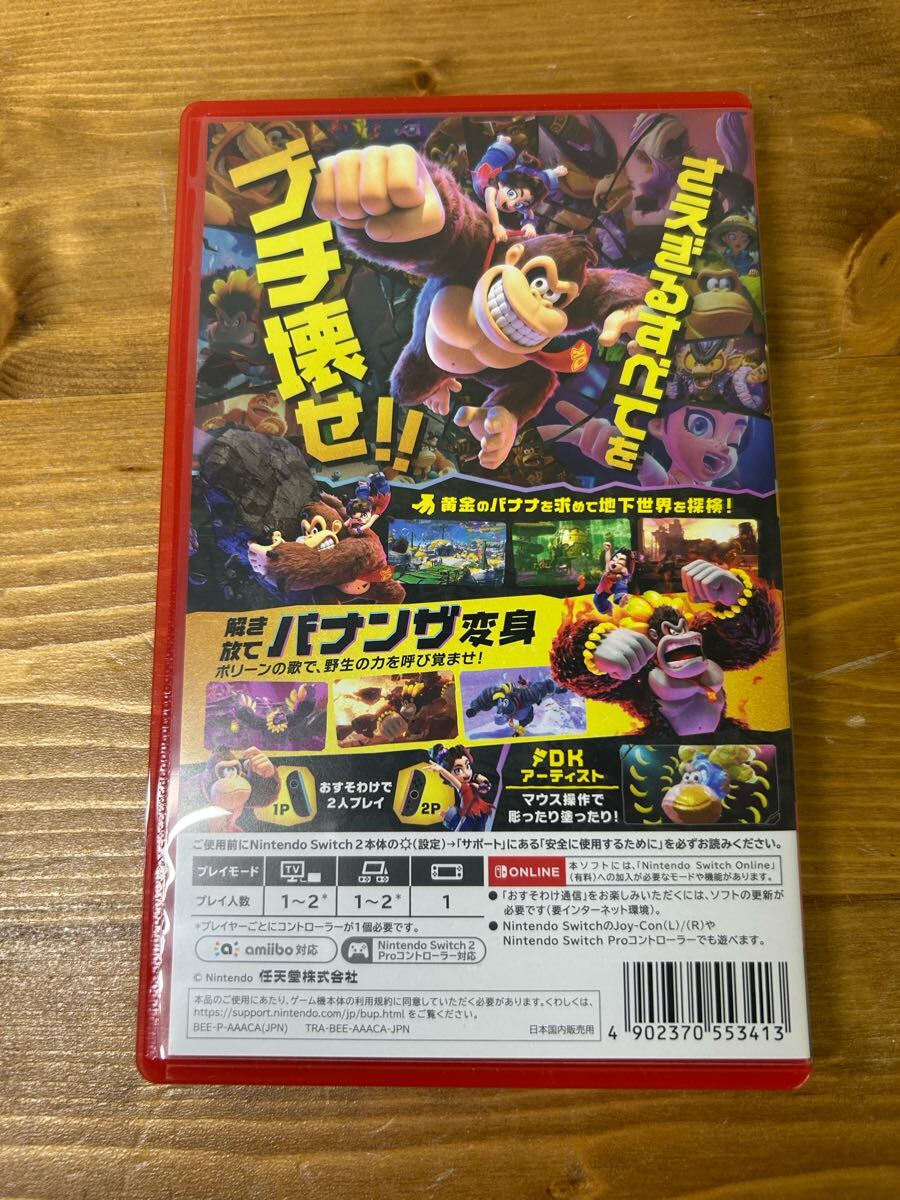 ナニスぎるすべてを
ブチ壊せ!!
黄金のバナナを求めて地下世界を探検！
解き
放て
バナンザ変身
ポリーンの歌で、野生の力を呼び覚ませ！
1P
おすそわけで
2人プレイ
2P
DK
アーティスト
マウス操作で
彫ったり塗ったり！
ご使用前にNintendo Switch 2本体の(設定)→「サポート」にある「安全に使用するために」を必ずお読みください。
プレイモード
TV
プレイ人数
1～2*
1～2*
1
*プレイヤーごとにコントローラーが1個必要です。
ONLINE
本ソフトには、「Nintendo Switch Online」
(有料)への加入が必要なモードや機能があります。
●「おすそわけ通信」をお楽しみいただくには、ソフトの更新が
必要です(要インターネット環境)。
● Nintendo SwitchのJoy-Con(L)/(R)や
Nintendo Switch Proコントローラーでも遊べます。
amiibo 対応
Nintendo Switch 2
Proコントローラー対応
© Nintendo 任天堂株式会社
本品のご使用にあたり、ゲーム機本体の利用規約に同意していただく必要があります。くわしくは、
https://support.nintendo.com/jp/bup.html をご覧ください。
BEE-P-AAACA(JPN) TRA-BEE-AAACA-JPN
日本国内販売用
4 902370 553413